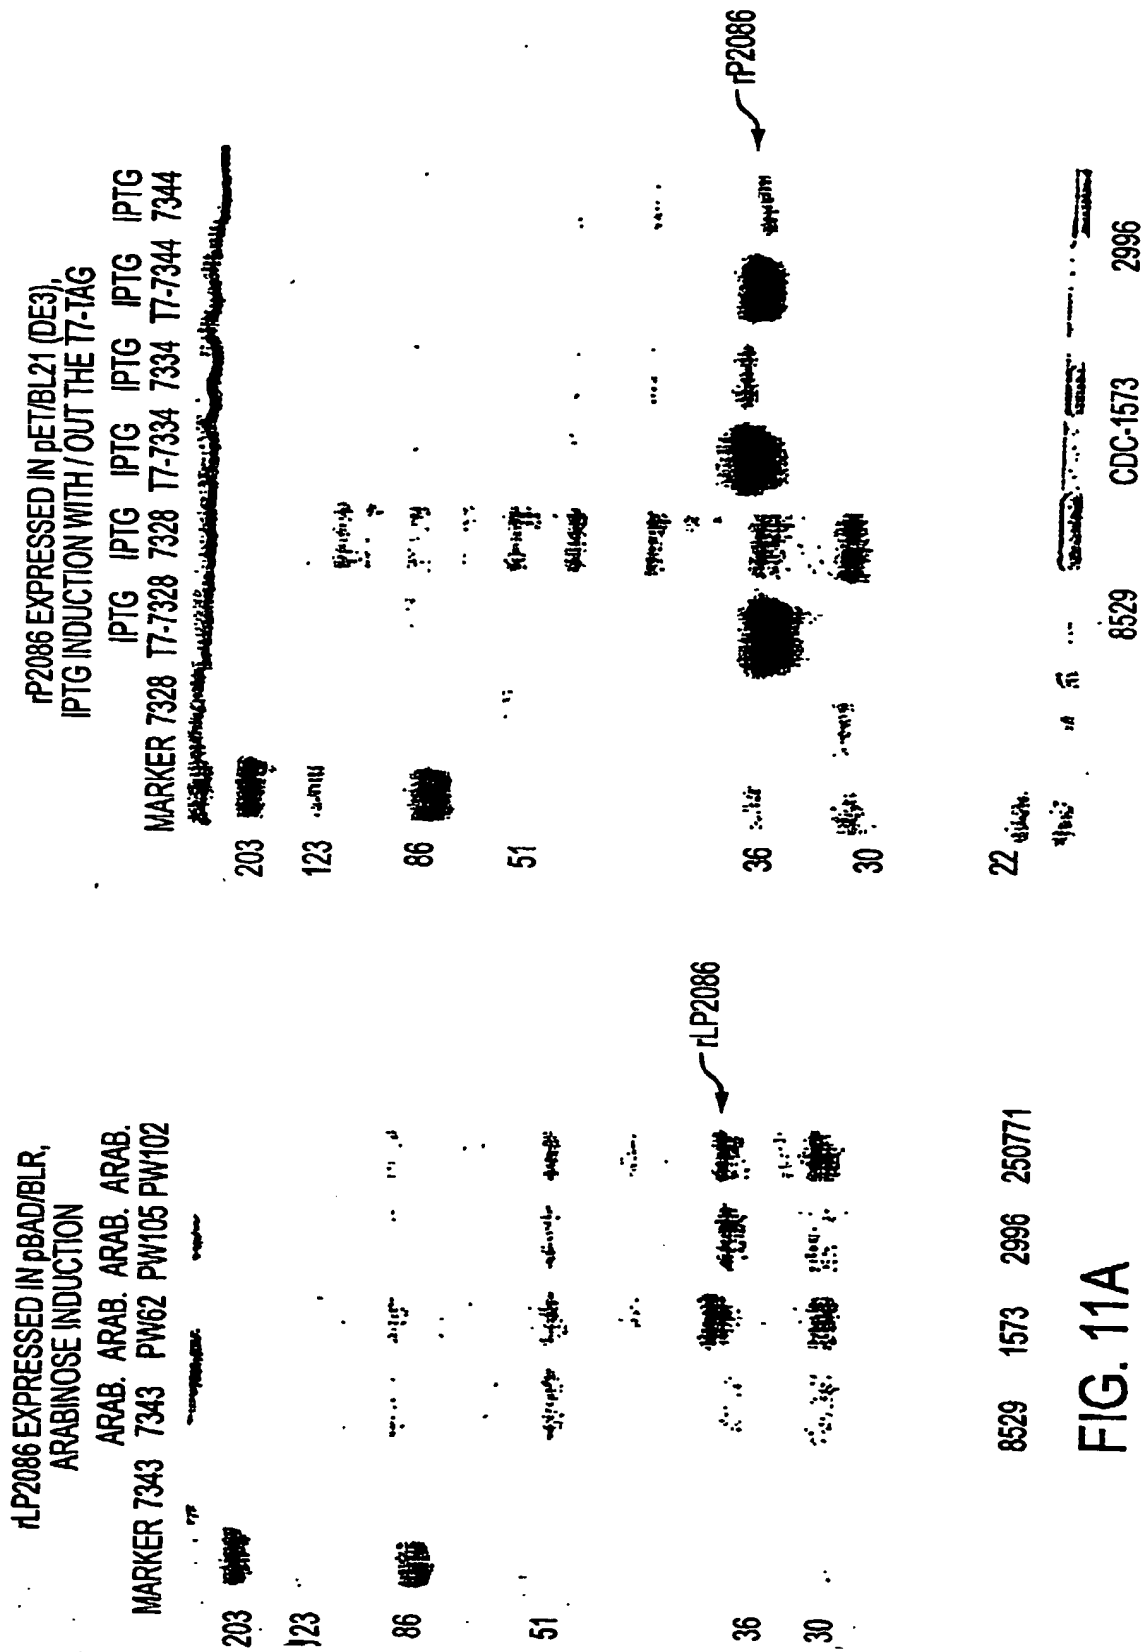 rLP2086 EXPRESSED IN pBAD/BLR,
ARABINOSE INDUCTION
ARAB. ARAB. ARAB. ARAB.
MARKER 7343 7343 PW62 PW105 PW102
203
123
86
51
36
30
rLP2086
8529 1573 2996 250771
FIG. 11A
rP2086 EXPRESSED IN pET/BL21 (DE3),
IPTG INDUCTION WITH / OUT THE T7-TAG
IPTG IPTG IPTG IPTG IPTG IPTG
MARKER 7328 T7-7328 7328 T7-7334 7334 T7-7344 7344
203
123
86
51
36
30
22
rP2086
8529 CDC-1573 2996